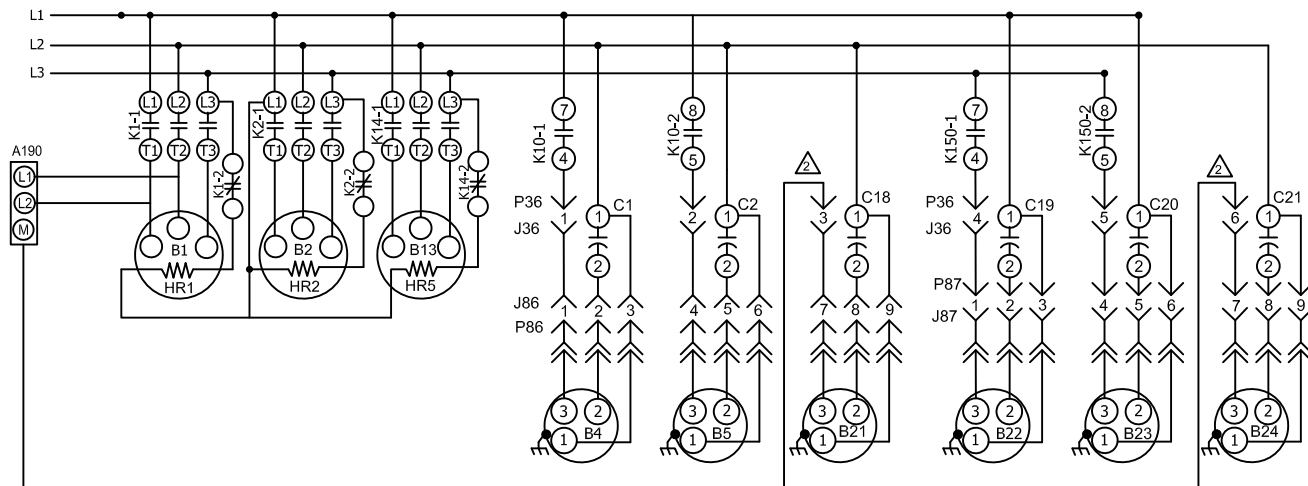 L1
L2
L3
L1 L2 L3 L1 L2 L3 L1 L2 L3
K1-1 K2-1 K14-1
T1 T2 T3 T1 T2 T3 T1 T2 T3
K1-2 K2-2 K14-2
A190
L1
L2
M
B1 B2 B13
HR1 HR2 HR5
7 8 7 8
K10-1 K10-2 K150-1 K150-2
4 5 4 5
2 2
P36 P36
1 2 3 4 5 6
J36 J36
1 C1 1 C2 1 C18 1 C19 1 C20 1 C21
2 2 2 2 2 2
J86 P87
1 2 3 4 5 6 7 8 9 1 2 3 4 5 6 7 8 9
P86 J87
3 2 3 2 3 2 3 2 3 2 3 2
1 B4 1 B5 1 B21 1 B22 1 B23 1 B24